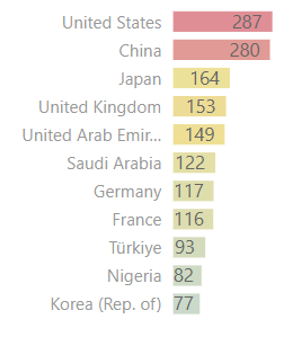 United States 287
China 280
Japan 164
United Kingdom 153
United Arab Emir... 149
Saudi Arabia 122
Germany 117
France 116
Türkiye 93
Nigeria 82
Korea (Rep. of) 77